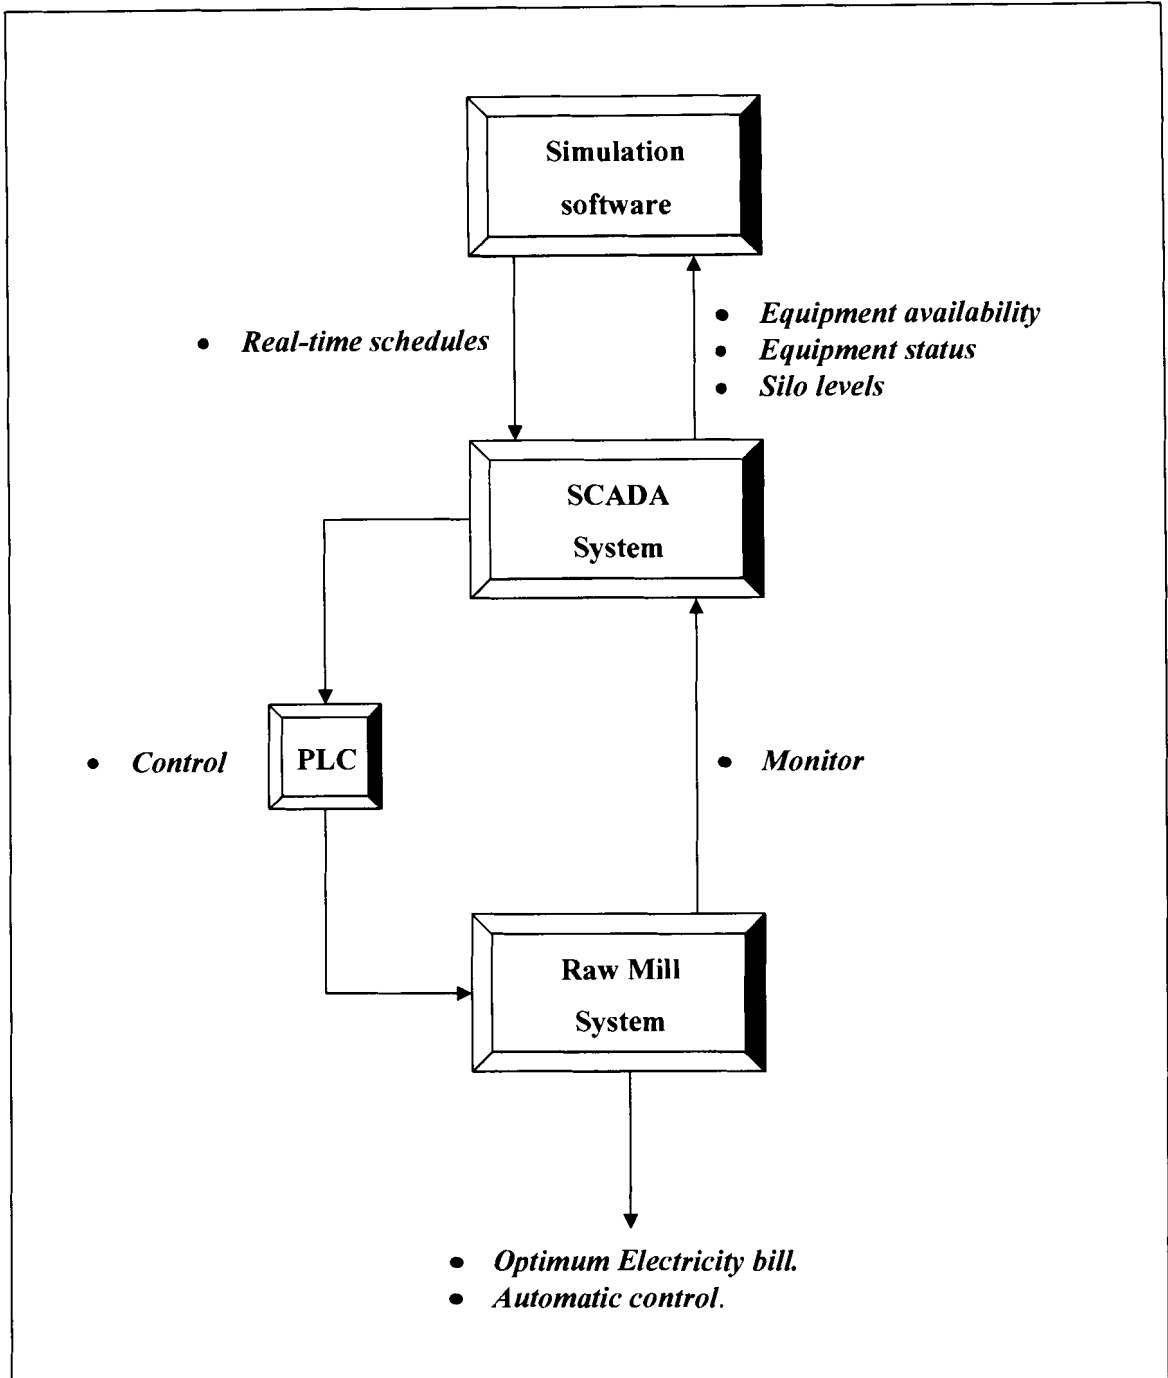 Simulation
software
• Real-time schedules
• Equipment availability
• Equipment status
• Silo levels
SCADA
System
• Control
PLC
• Monitor
Raw Mill
System
• Optimum Electricity bill.
• Automatic control.